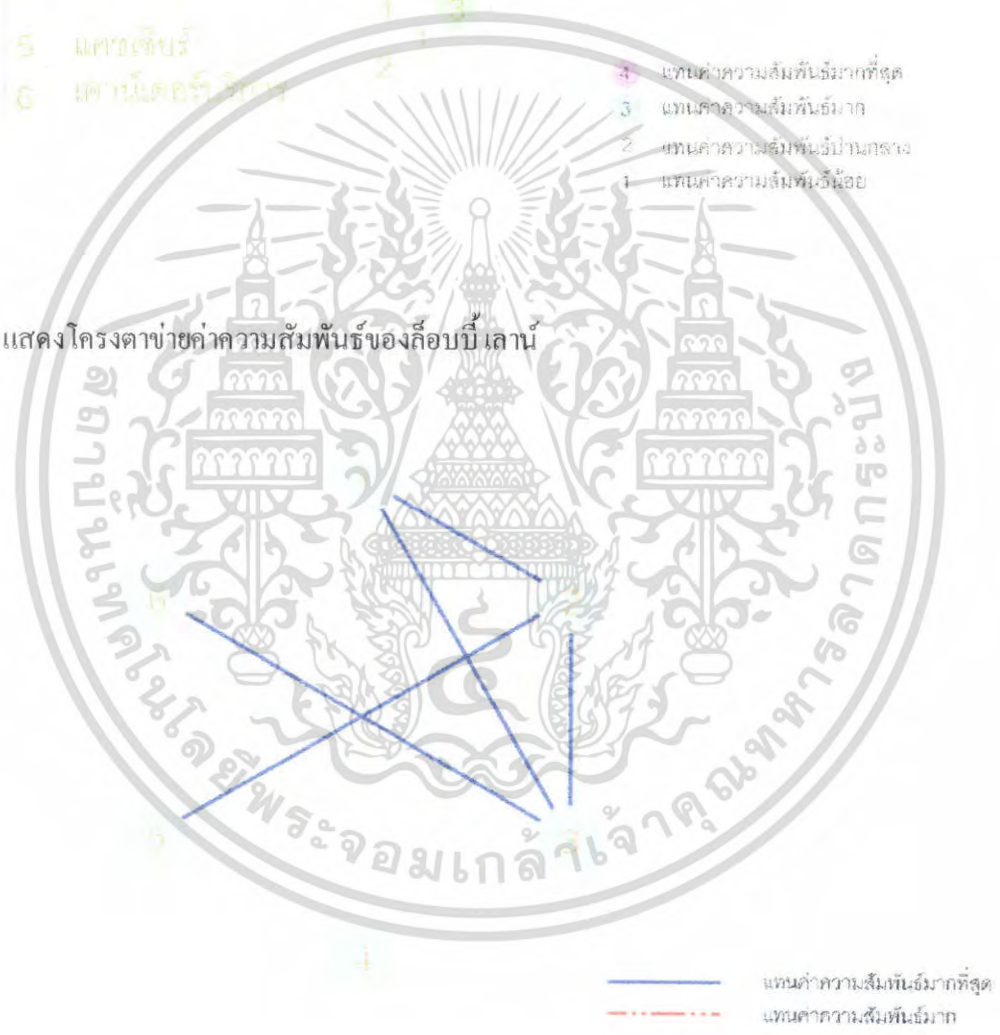 1 3
5 แคชเชียร์ 1
6 เคาน์เตอร์บริการ 2
4 แทนค่าความสัมพันธ์มากที่สุด
3 แทนค่าความสัมพันธ์มาก
2 แทนค่าความสัมพันธ์ปานกลาง
1 แทนค่าความสัมพันธ์น้อย
แสดงโครงตาข่ายค่าความสัมพันธ์ของล็อบบี้ เลาน์
1
6 2
5 3
4
แทนค่าความสัมพันธ์มากที่สุด
แทนค่าความสัมพันธ์มาก
สถาบันเทคโนโลยีพระจอมเกล้าเจ้าคุณทหารลาดกระบัง